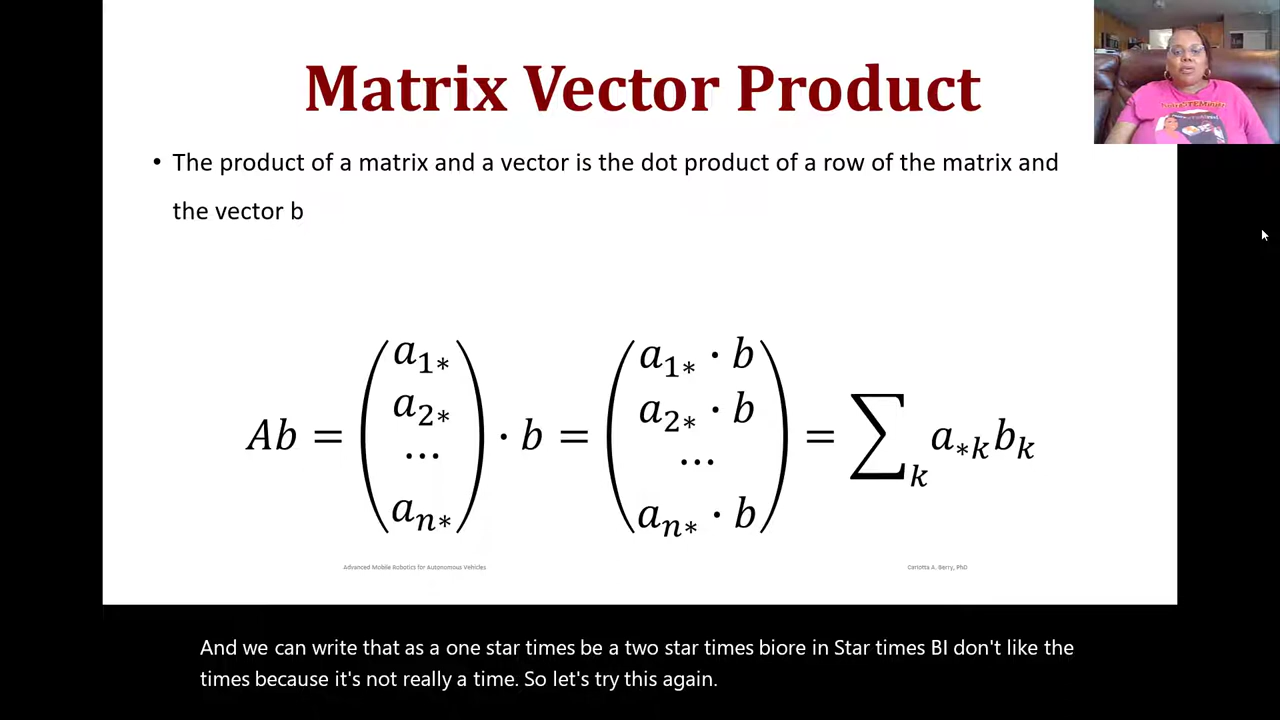 Matrix Vector Product
• The product of a matrix and a vector is the dot product of a row of the matrix and
the vector b
Ab = (a₁∗ a₂∗ ⋯ aₙ∗) · b = (a₁∗ · b a₂∗ · b ⋯ aₙ∗ · b) = ∑ₖ a∗ₖbₖ
Advanced Mobile Robotics for Autonomous Vehicles
Carlotta A. Berry, PhD
And we can write that as a one star times be a two star times biore in Star times BI don't like the
times because it's not really a time. So let's try this again.